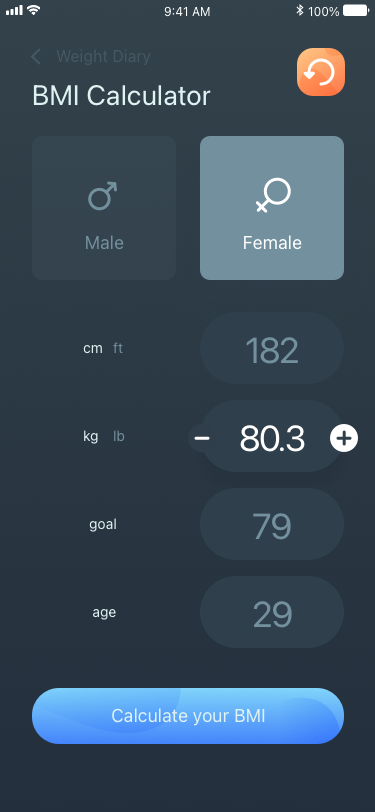 9:41 AM 100%
Weight Diary
BMI Calculator
Male Female
cm ft 182
kg lb 80.3
goal 79
age 29
Calculate your BMI